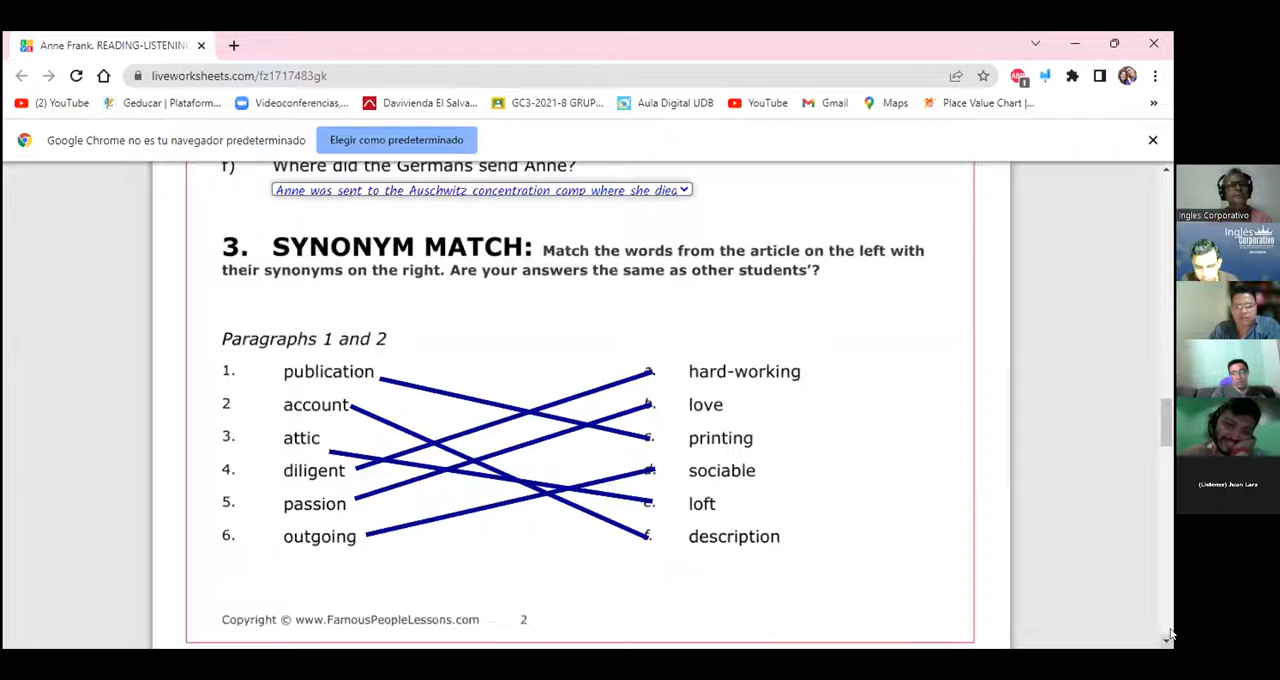 Anne Frank. READING-LISTENING
liveworksheets.com/fz1717483gk
1
(2) YouTube
Geducar | Plataform...
Videoconferencias,...
Davivienda El Salva...
GC3-2021-8 GRUP...
Aula Digital UDB
YouTube
Gmail
Maps
Place Value Chart |...
»
Google Chrome no es tu navegador predeterminado
Elegir como predeterminado
f) Where did the Germans send Anne?
Anne was sent to the Auschwitz concentration camp where she died
3. SYNONYM MATCH: Match the words from the article on the left with
their synonyms on the right. Are your answers the same as other students’?
Paragraphs 1 and 2
1. publication a. hard-working
2 account b. love
3. attic c. printing
4. diligent d. sociable
5. passion e. loft
6. outgoing f. description
Copyright © www.FamousPeopleLessons.com 2
Ingles Corporativo
Inglés
Corporativo
(Listener) Juan Lara